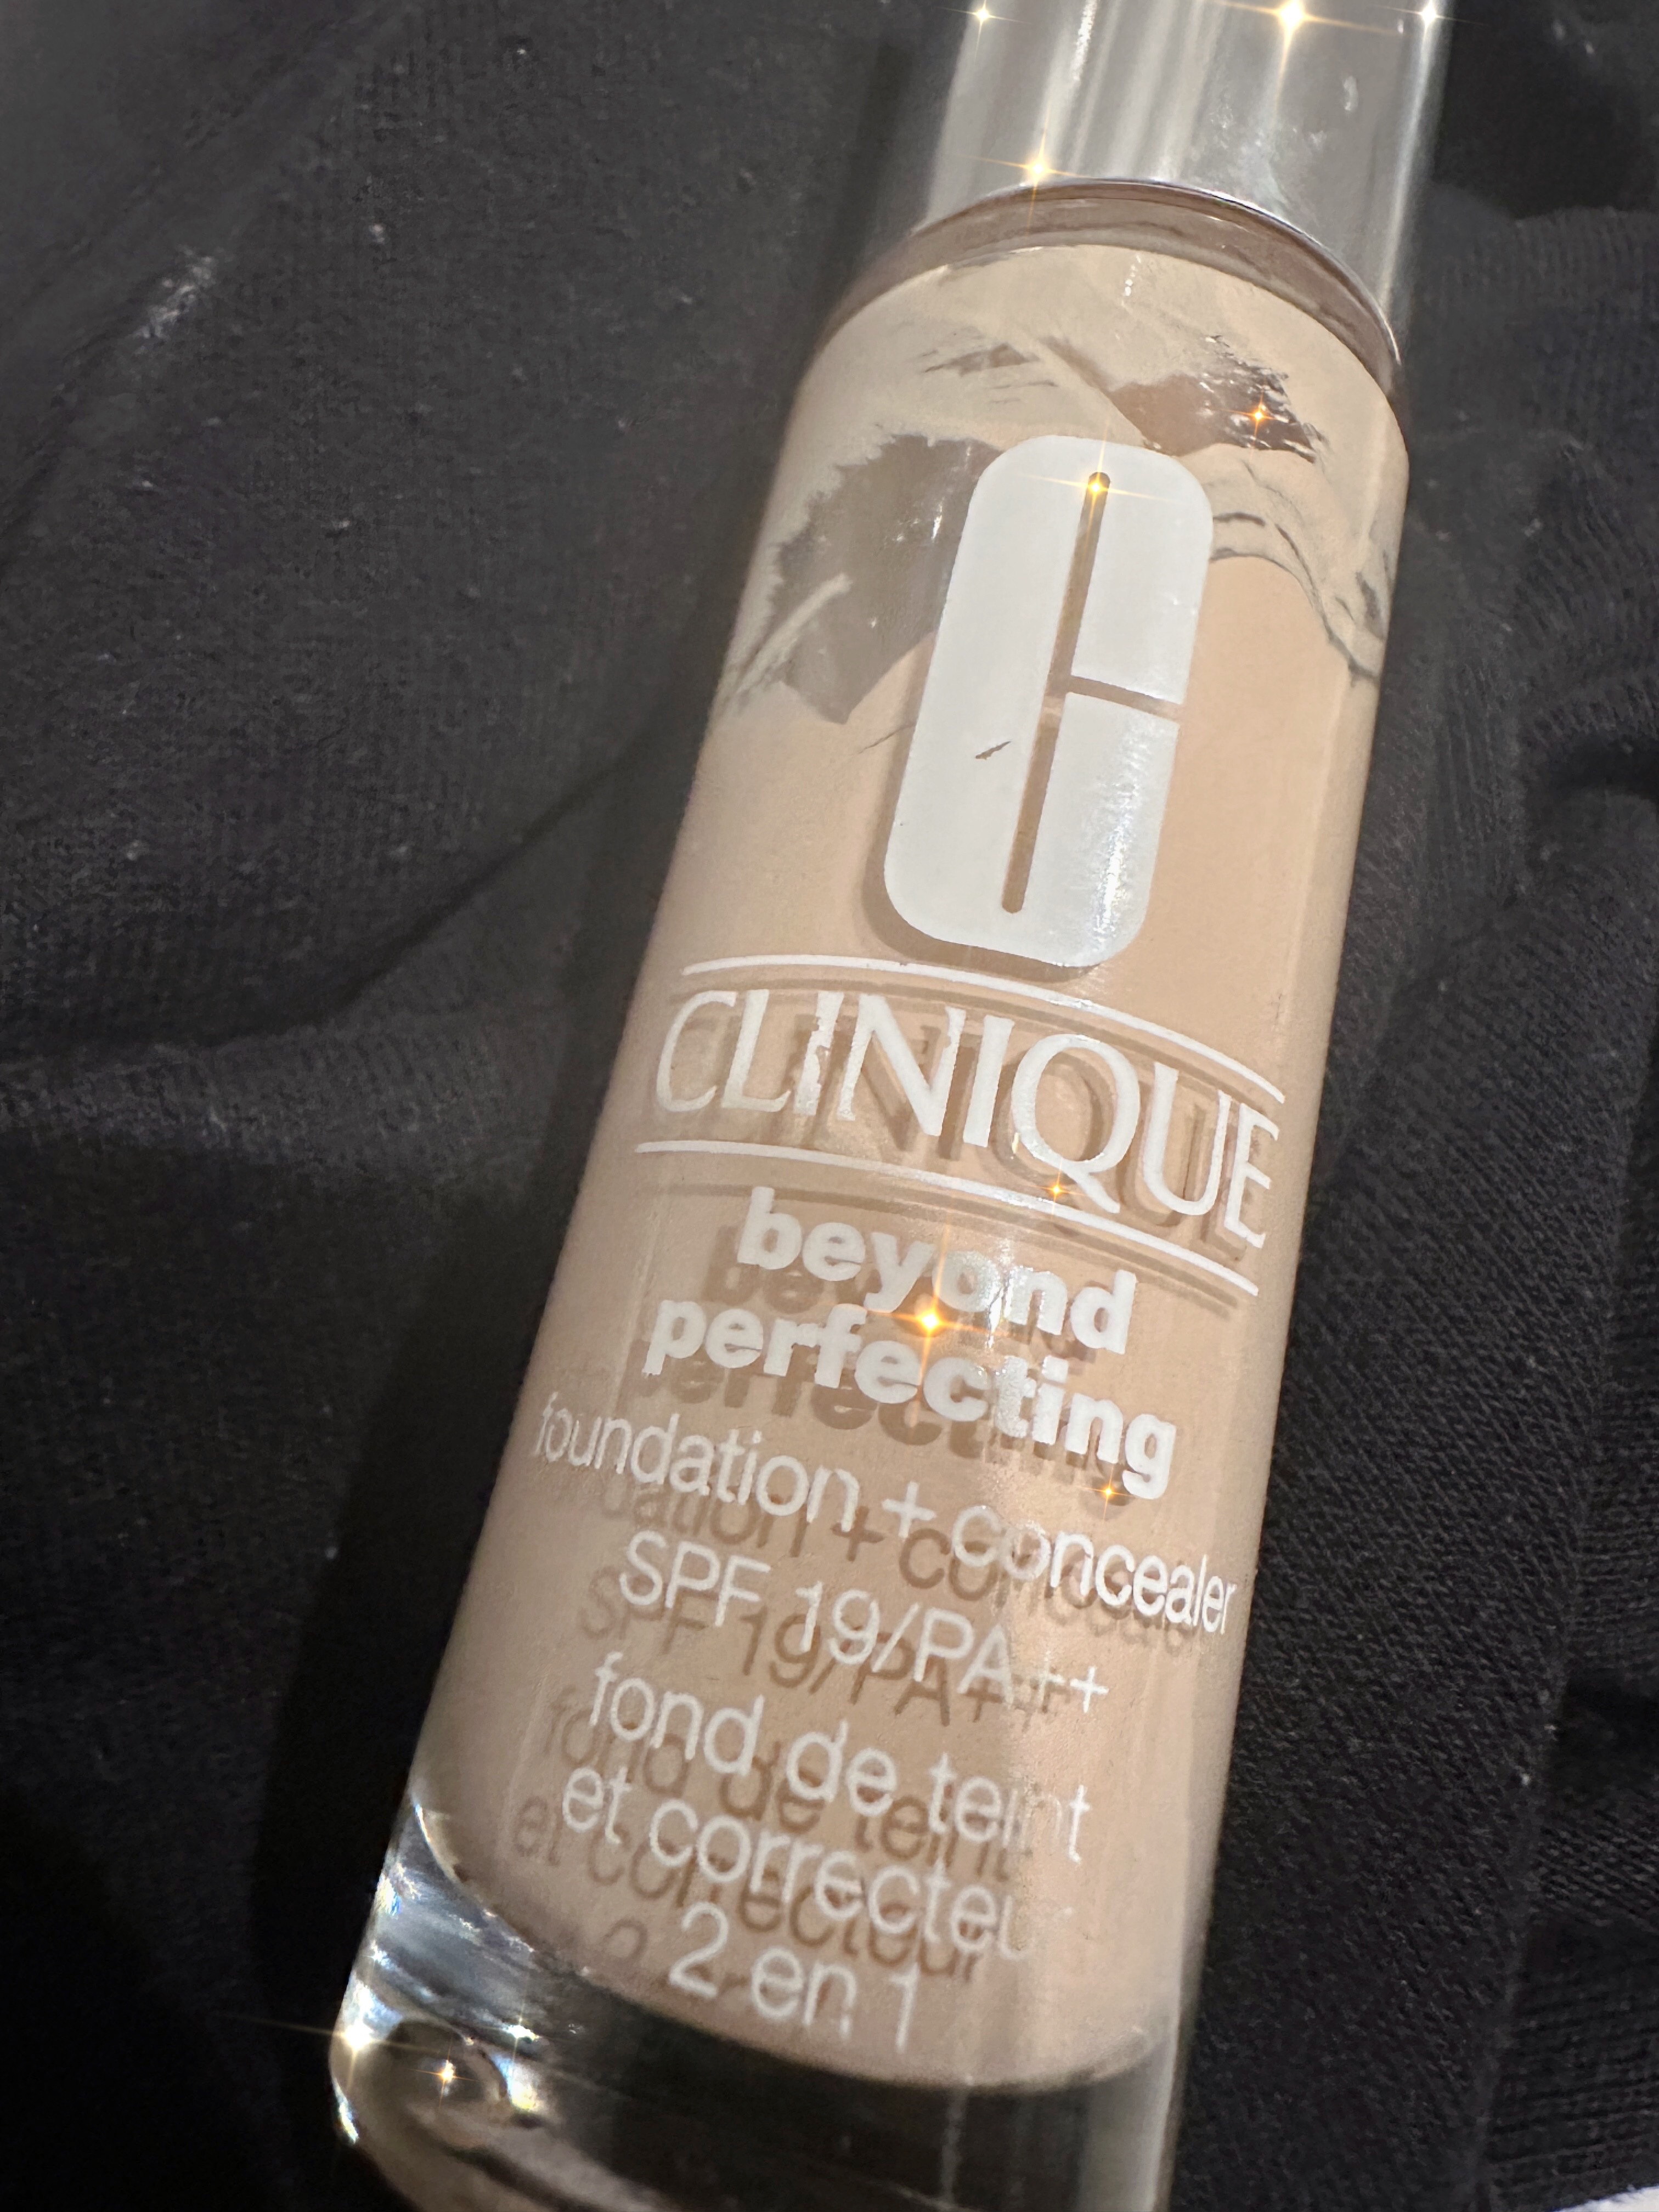 CLINIQUE
beyond
perfecting
foundation + concealer
SPF 19/PA++
fond de teint
et correcteur
2 en 1